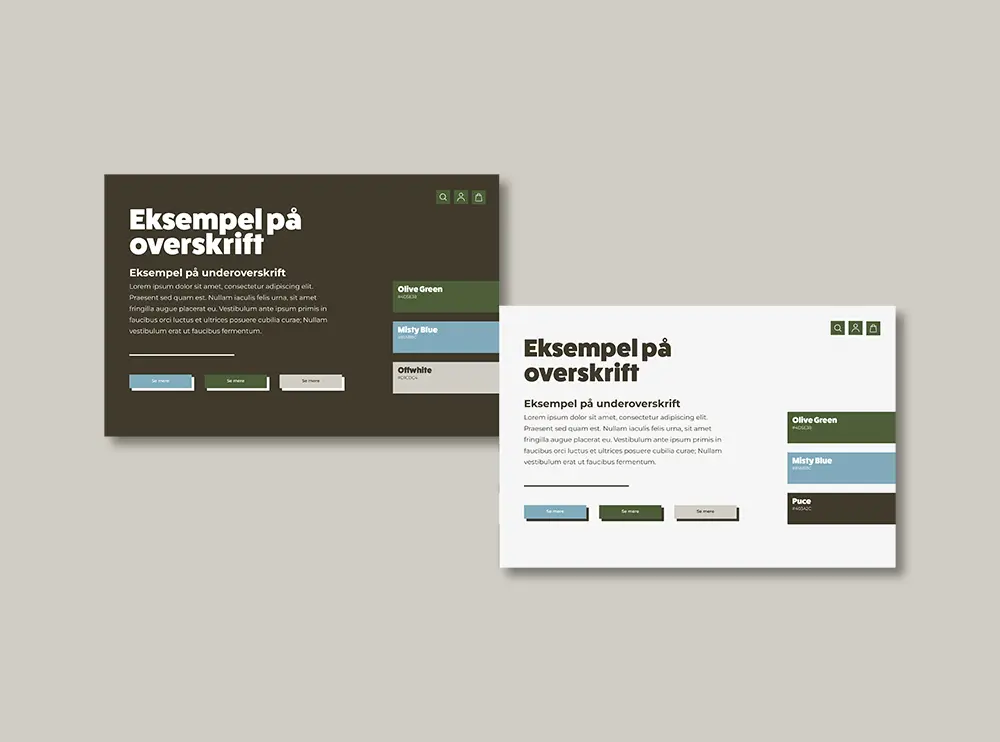 Eksempel på
overskrift
Eksempel på underoverskrift
Lorem ipsum dolor sit amet, consectetur adipiscing elit.
Praesent sed quam est. Nullam iaculis felis urna, sit amet
fringilla augue placerat eu. Vestibulum ante ipsum primis in
faucibus orci luctus et ultrices posuere cubilia curae; Nullam
vestibulum erat ut faucibus fermentum.
Se mere
Se mere
Se mere
Olive Green
Misty Blue
Offwhite
Eksempel på
overskrift
Eksempel på underoverskrift
Lorem ipsum dolor sit amet, consectetur adipiscing elit.
Praesent sed quam est. Nullam iaculis felis urna, sit amet
fringilla augue placerat eu. Vestibulum ante ipsum primis in
faucibus orci luctus et ultrices posuere cubilia curae; Nullam
vestibulum erat ut faucibus fermentum.
Se mere
Se mere
Se mere
Olive Green
Misty Blue
Puce